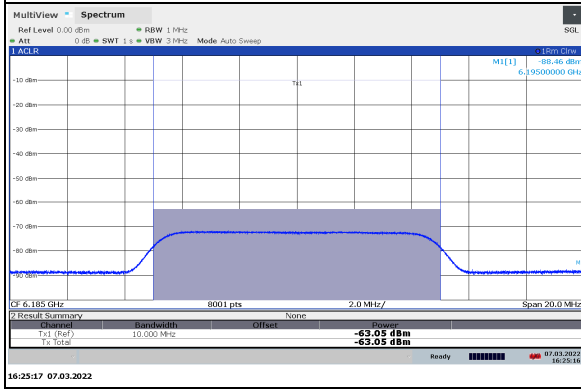 MultiView Spectrum
Ref Level 0.00 dBm RBW 1 MHz SGL
Att 0 dB SWT 1 s VBW 3 MHz Mode Auto Sweep
1 ACLR 1Rm Clrw
M1[1] -88.46 dBm
6.19500000 GHz
Tx1
-10 dBm
-20 dBm
-30 dBm
-40 dBm
-50 dBm
-60 dBm
-70 dBm
-80 dBm
-90 dBm
CF 6.185 GHz 8001 pts 2.0 MHz/ Span 20.0 MHz
2 Result Summary None
Channel Bandwidth Offset Power
Tx1 (Ref) 10.000 MHz -63.05 dBm
Tx Total -63.05 dBm
Ready 07.03.2022
16:25:16
16:25:17 07.03.2022